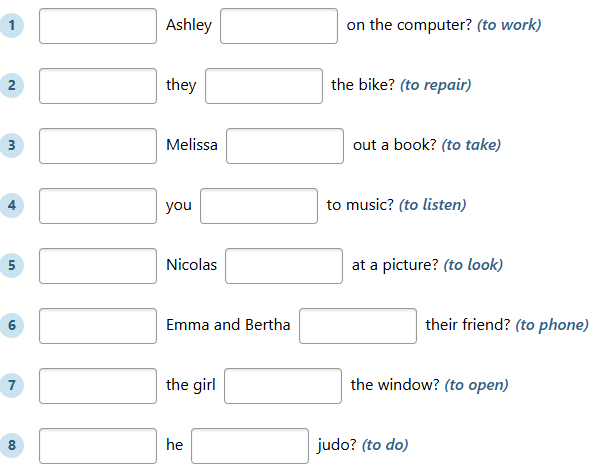 1 Ashley on the computer? (to work)
2 they the bike? (to repair)
3 Melissa out a book? (to take)
4 you to music? (to listen)
5 Nicolas at a picture? (to look)
6 Emma and Bertha their friend? (to phone)
7 the girl the window? (to open)
8 he judo? (to do)